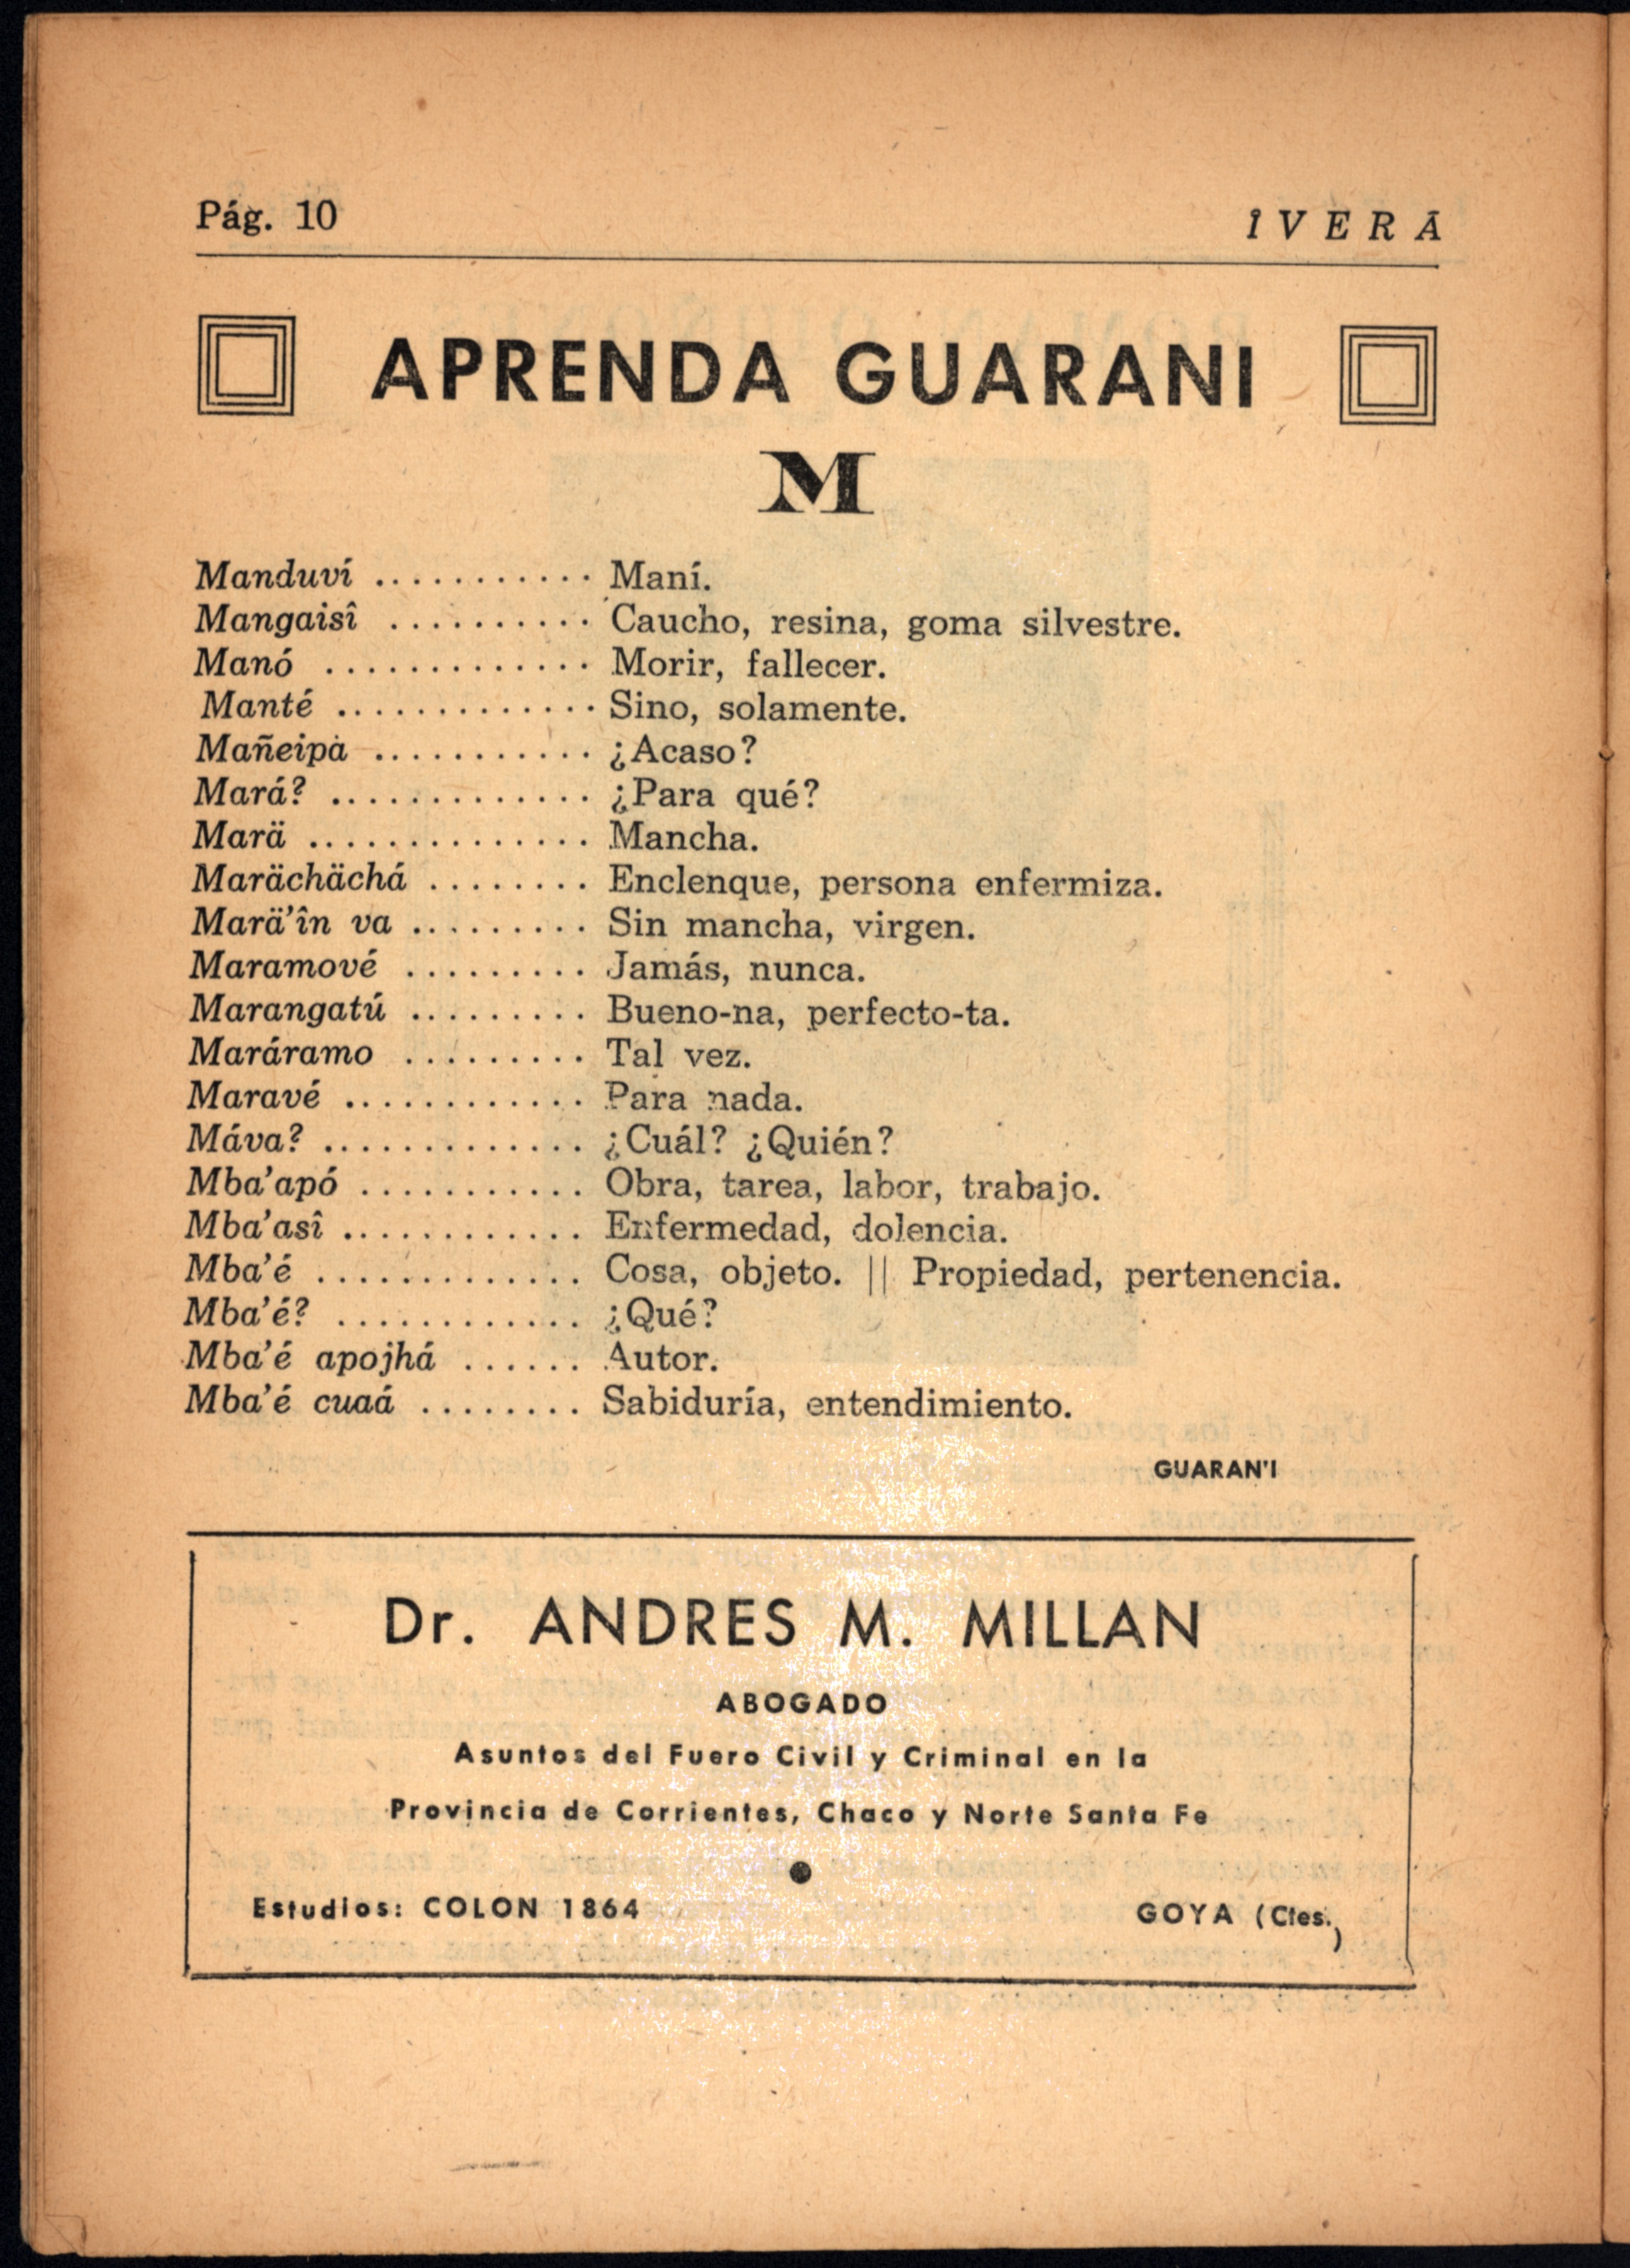 Pág. 10
Î V E R Ã
APRENDA GUARANI
M
Manduví ........... Maní.
Mangaisî .......... Caucho, resina, goma silvestre.
Manó ............. Morir, fallecer.
Manté ............. Sino, solamente.
Mañeipa ........... ¿Acaso?
Mará? ............. ¿Para qué?
Marä .............. Mancha.
Marächächá ........ Enclenque, persona enfermiza.
Marä'în va ......... Sin mancha, virgen.
Maramové ......... Jamás, nunca.
Marangatú ......... Bueno-na, perfecto-ta.
Maráramo ......... Tal vez.
Maravé ............ Para nada.
Máva? ............. ¿Cuál? ¿Quién?
Mba'apó ........... Obra, tarea, labor, trabajo.
Mba'asî ............ Enfermedad, dolencia.
Mba'é ............. Cosa, objeto. || Propiedad, pertenencia.
Mba'é? ............ ¿Qué?
Mba'é apojhá ...... Autor.
Mba'é cuaá ........ Sabiduría, entendimiento.
GUARAN'I
Dr. ANDRES M. MILLAN
ABOGADO
Asuntos del Fuero Civil y Criminal en la
Provincia de Corrientes, Chaco y Norte Santa Fe
Estudios: COLON 1864 GOYA (Ctes.)